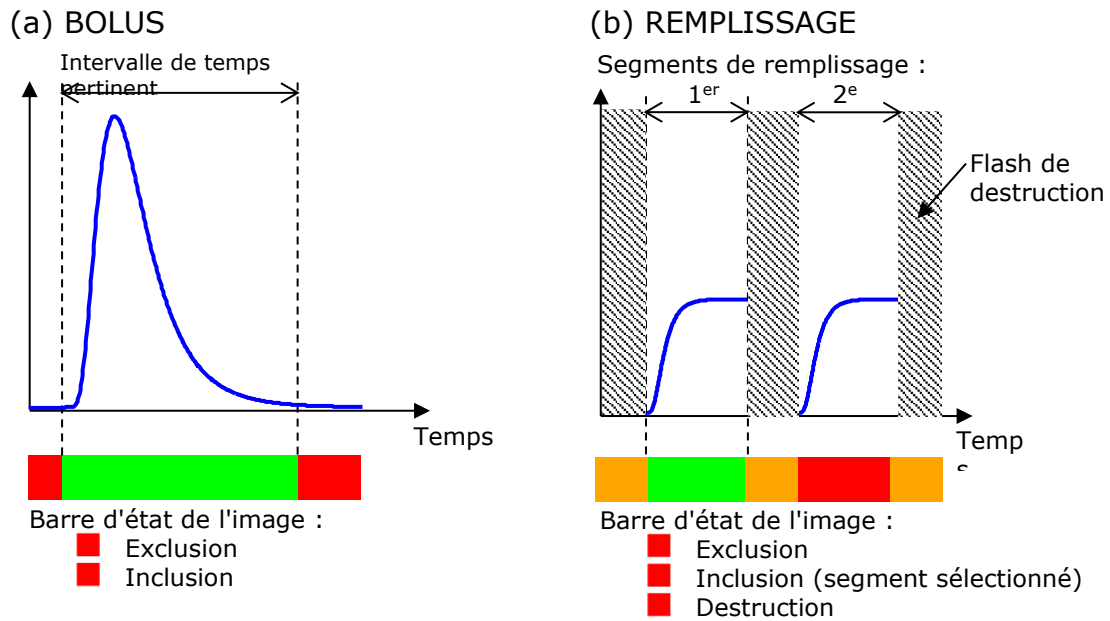 (a) BOLUS
Intervalle de temps
pertinent
Temps
Barre d'état de l'image :
Exclusion
Inclusion
(b) REMPLISSAGE
Segments de remplissage :
1er 2e
Flash de
destruction
Temp
s
Barre d'état de l'image :
Exclusion
Inclusion (segment sélectionné)
Destruction